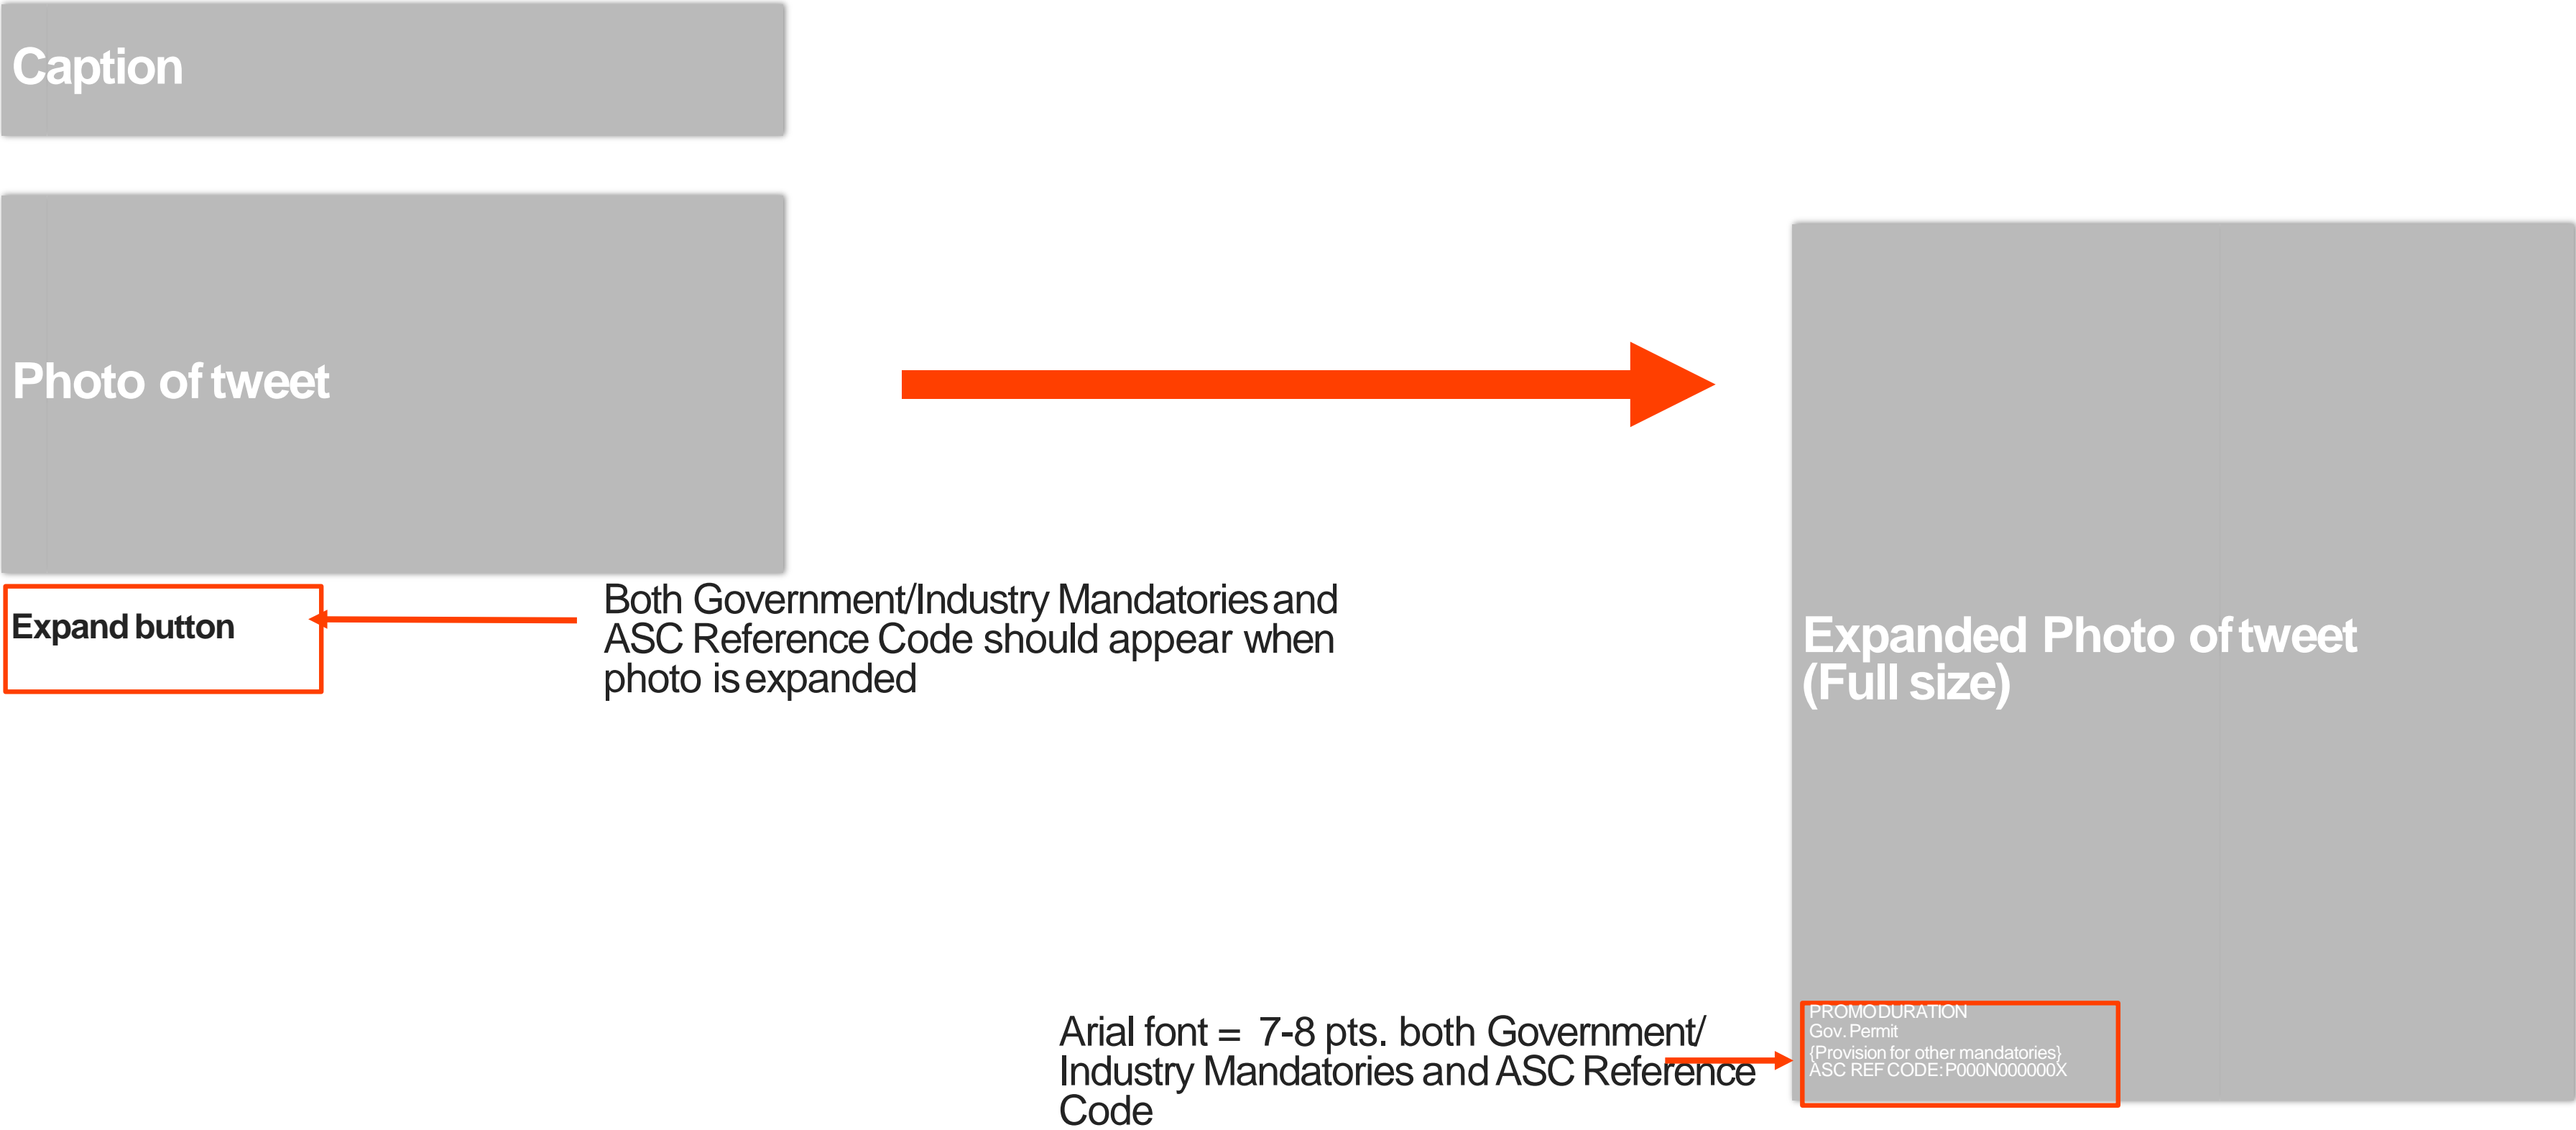 Caption
Photo of tweet
Expand button
Both Government/Industry Mandatories and
ASC Reference Code should appear when
photo is expanded
Expanded Photo of tweet
(Full size)
Arial font = 7-8 pts. both Government/
Industry Mandatories and ASC Reference
Code
PROMO DURATION
Gov. Permit
{Provision for other mandatories}
ASC REF CODE: P000N000000X